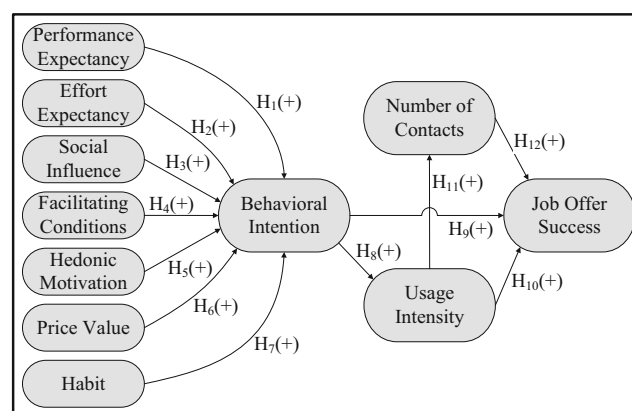 Performance
Expectancy
Effort
Expectancy
Social
Influence
Facilitating
Conditions
Hedonic
Motivation
Price Value
Habit
H₁(+)
H₂(+)
H₃(+)
H₄(+)
H₅(+)
H₆(+)
H₇(+)
Behavioral
Intention
H₈(+)
H₉(+)
Number of
Contacts
H₁₁(+)
Usage
Intensity
H₁₂(+)
H₁₀(+)
Job Offer
Success